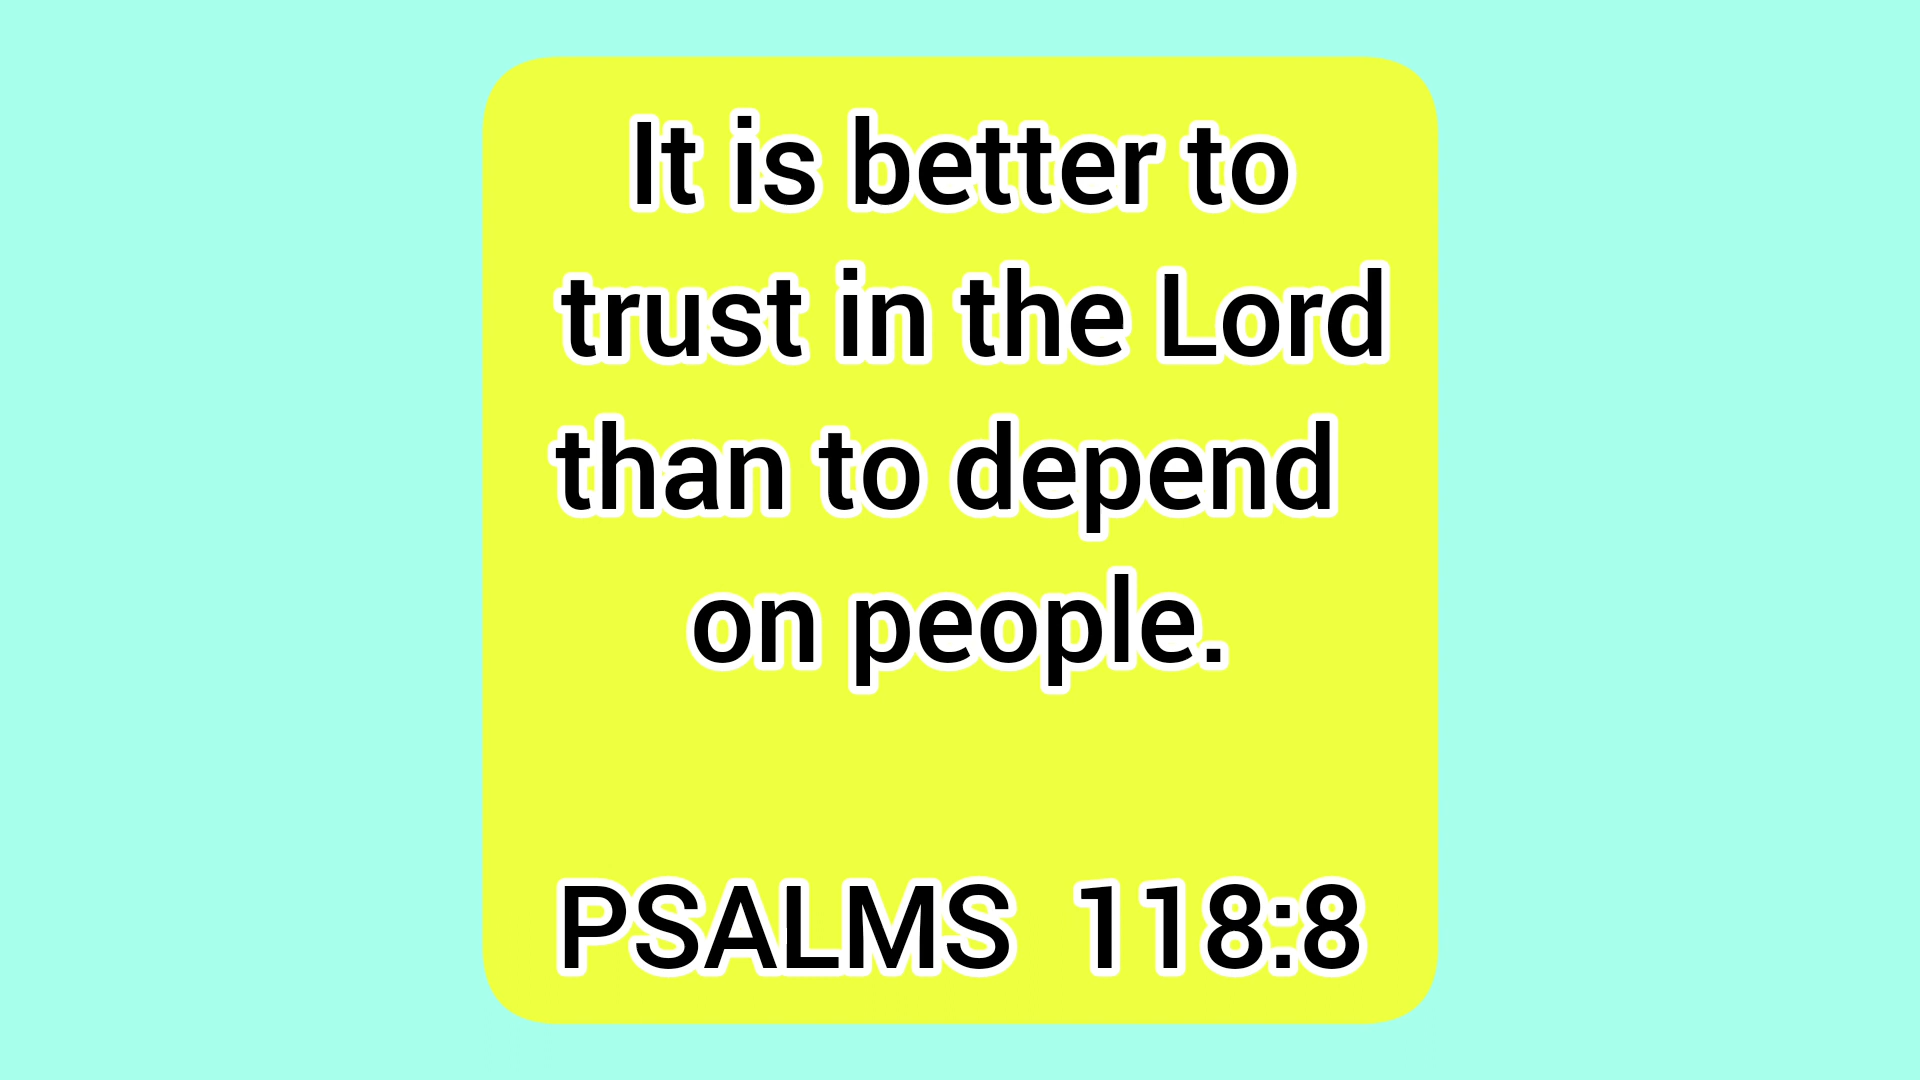 It is better to
trust in the Lord
than to depend
on people.
PSALMS 118:8